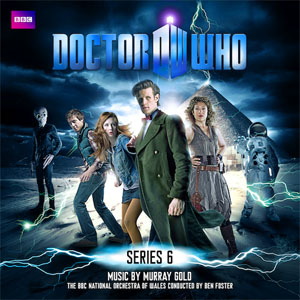 BBC
DOCTOR DW WHO
SERIES 6
MUSIC BY MURRAY GOLD
THE BBC NATIONAL ORCHESTRA OF WALES CONDUCTED BY BEN FOSTER